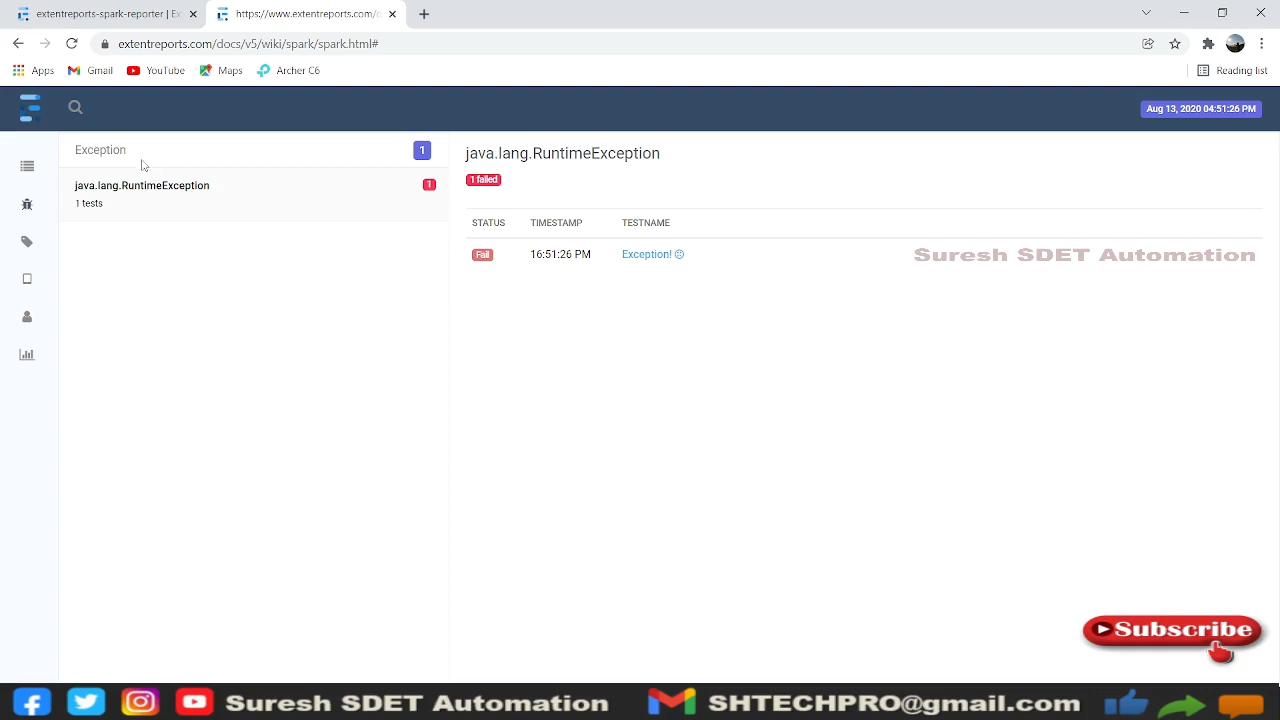 extentreports-spark-reporter | Ex
https://www.extentreports.com/
extentreports.com/docs/v5/wiki/spark/spark.html#
Apps
Gmail
YouTube
Maps
Archer C6
Reading list
Aug 13, 2020 04:51:26 PM
Exception
1
java.lang.RuntimeException
1
1 tests
java.lang.RuntimeException
1 failed
STATUS TIMESTAMP TESTNAME
Fail 16:51:26 PM Exception! ☹
Suresh SDET Automation
Subscribe
Suresh SDET Automation
SHTECHPRO@gmail.com